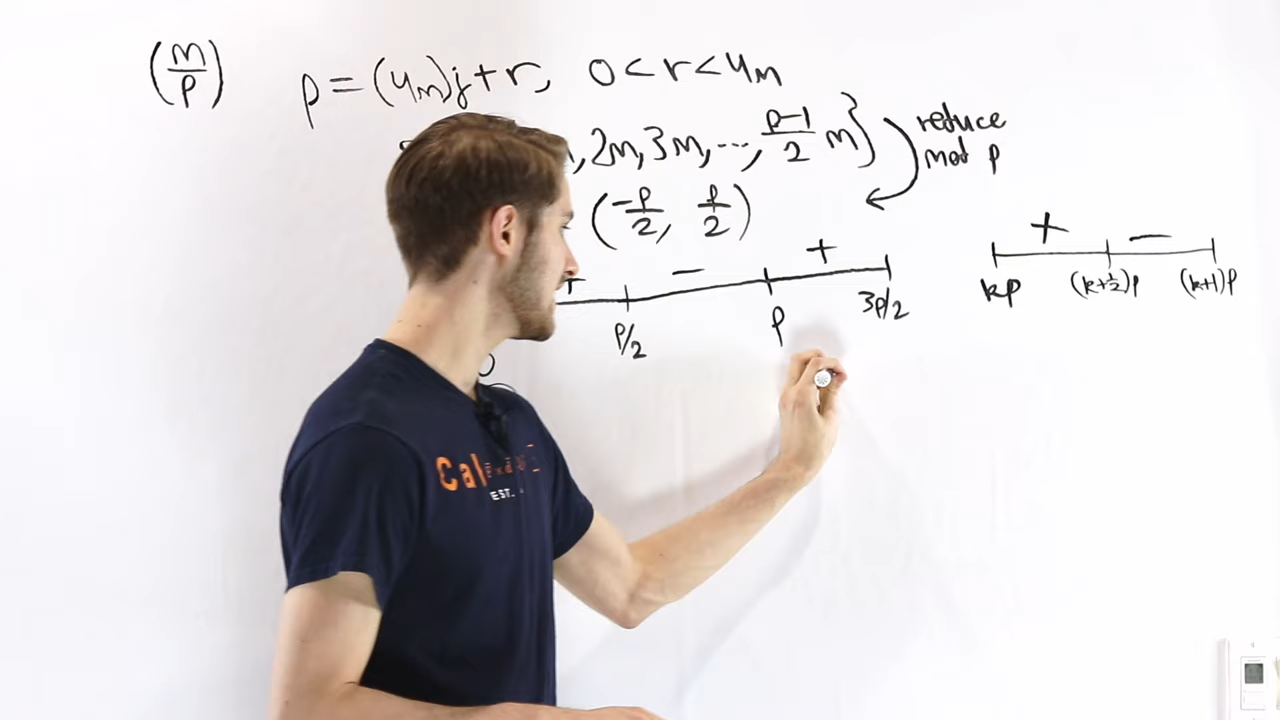 (m/p) p = (4m)j + r, 0 < r < 4m
2m, 3m, ..., (p-1)/2 m}
reduce
mod p
(-p/2, p/2)
+ − +
p/2 p 3p/2
+ −
kp (k+1/2)p (k+1)p
Cal
EST.